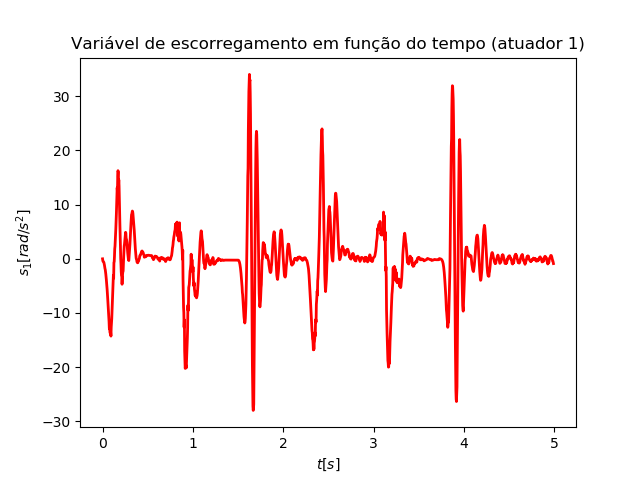 Variável de escorregamento em função do tempo (atuador 1)
30
20
10
0
−10
−20
−30
s₁[rad/s²]
0 1 2 3 4 5
t[s]